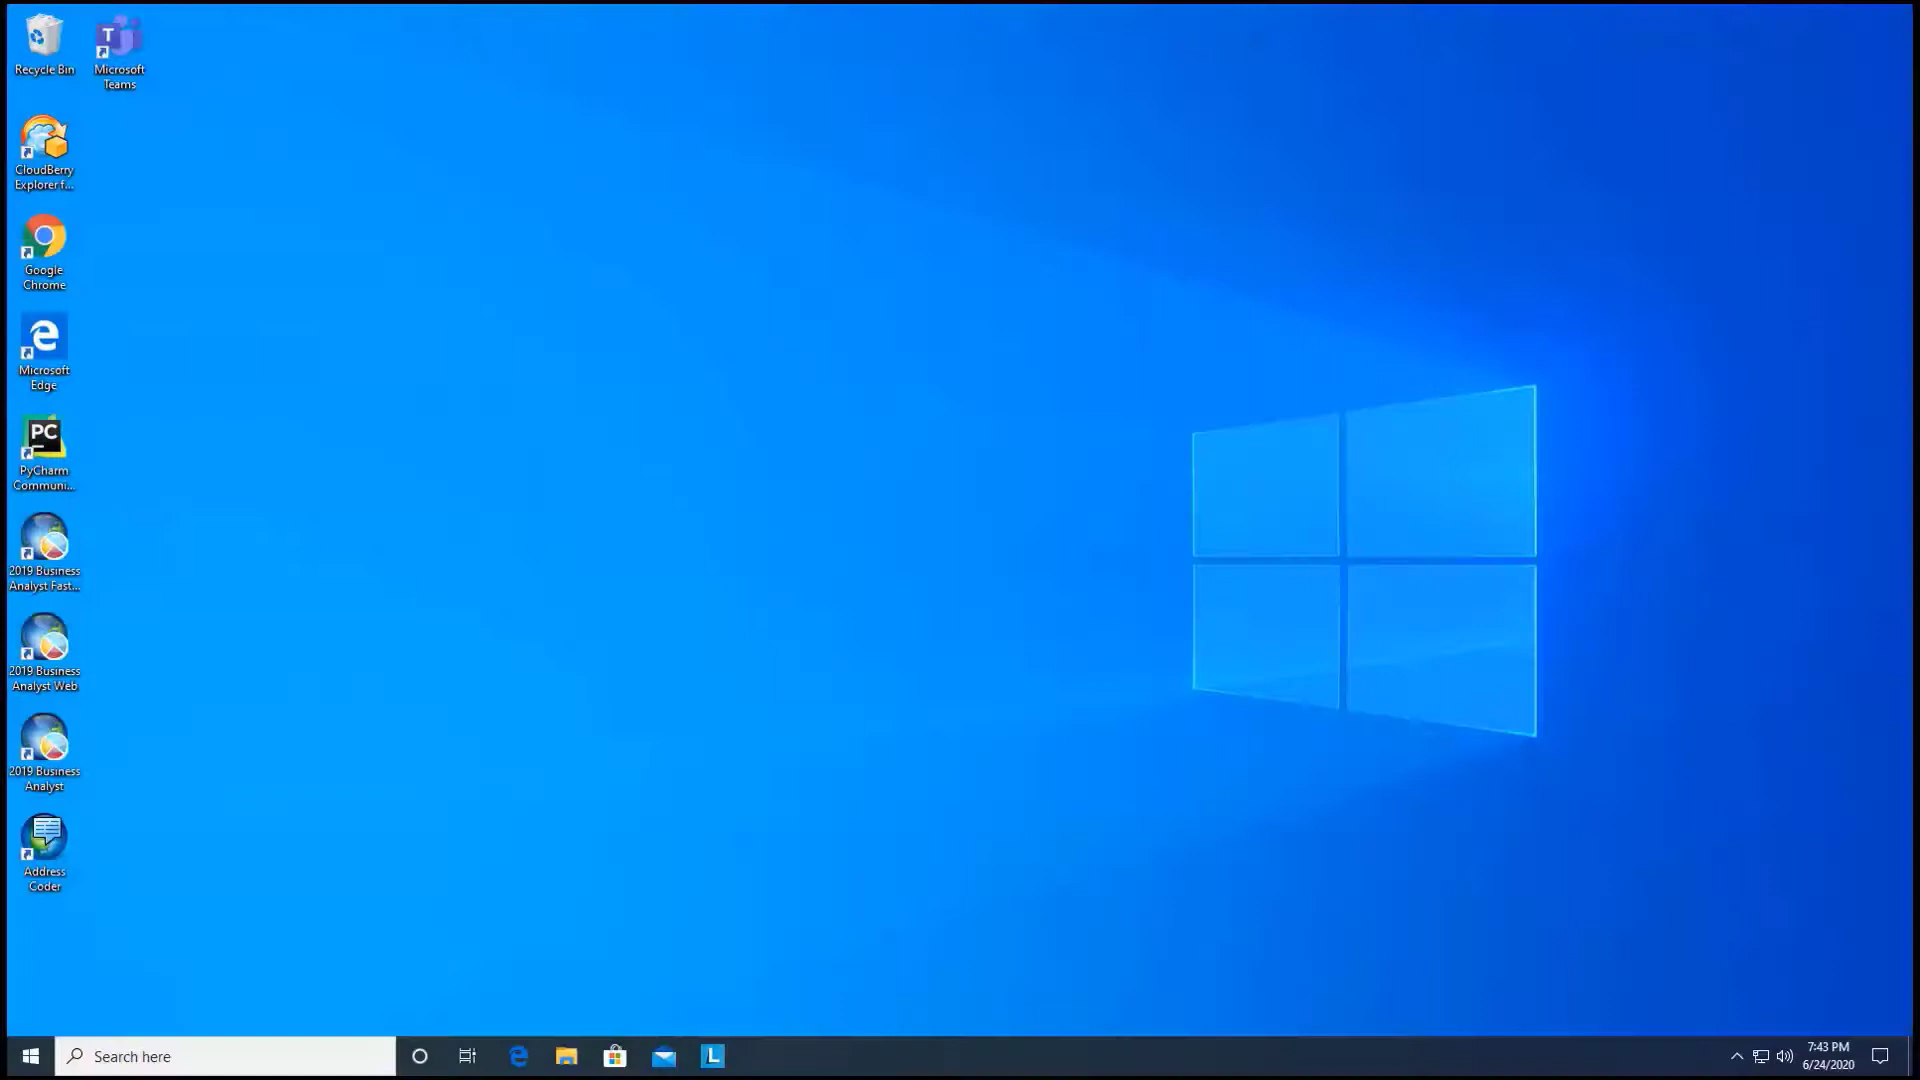 Recycle Bin
Microsoft
Teams
CloudBerry
Explorer f...
Google
Chrome
Microsoft
Edge
PC
PyCharm
Communi...
2019 Business
Analyst Fast...
2019 Business
Analyst Web
2019 Business
Analyst
Address
Coder
Search here
L
7:43 PM
6/24/2020